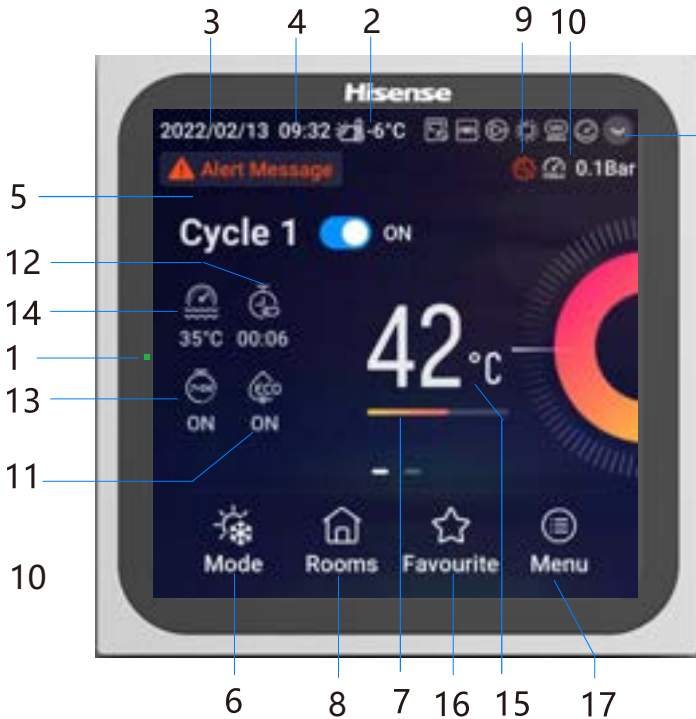 3 4 2 9 10
Hisense
2022/02/13 09:32 -6°C
Alert Message 0.1Bar
5
Cycle 1 ON
12
14
35°C 00:06
42°C
1
13
ON ON
ECO
11
10
Mode Rooms Favourite Menu
6 8 7 16 15 17